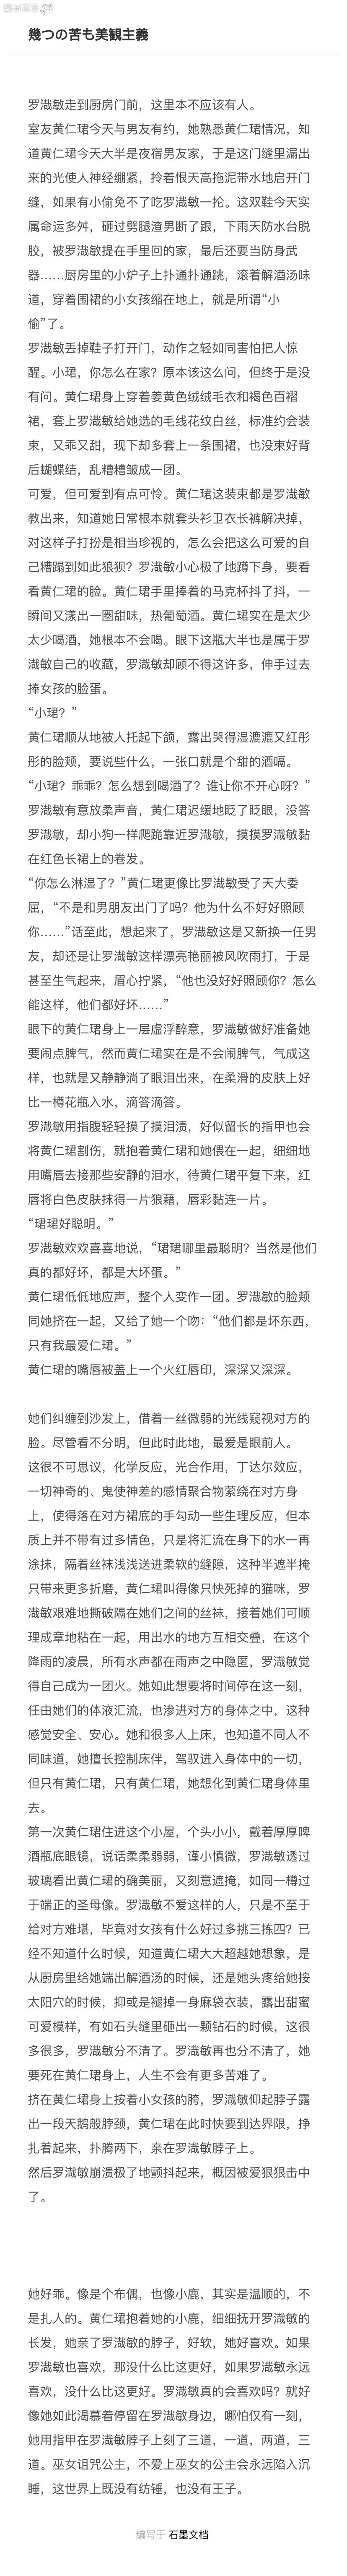 幾つの苦も美観主義
罗渽敏走到厨房门前，这里本不应该有人。
室友黄仁珺今天与男友有约，她熟悉黄仁珺情况，知
道黄仁珺今天大半是夜宿男友家，于是这门缝里漏出
来的光使人神经绷紧，拎着恨天高拖泥带水地启开门
缝，如果有小偷免不了吃罗渽敏一抡。这双鞋今天实
属命运多舛，砸过劈腿渣男断了跟，下雨天防水台脱
胶，被罗渽敏提在手里回的家，最后还要当防身武
器……厨房里的小炉子上扑通扑通跳，滚着解酒汤味
道，穿着围裙的小女孩缩在地上，就是所谓“小
偷”了。
罗渽敏丢掉鞋子打开门，动作之轻如同害怕把人惊
醒。小珺，你怎么在家？原本该这么问，但终于是没
有问。黄仁珺身上穿着姜黄色绒绒毛衣和褐色百褶
裙，套上罗渽敏给她选的毛线花纹白丝，标准约会装
束，又乖又甜，现下却多套上一条围裙，也没束好背
后蝴蝶结，乱糟糟皱成一团。
可爱，但可爱到有点可怜。黄仁珺这装束都是罗渽敏
教出来，知道她日常根本就套头衫卫衣长裤解决掉，
对这样子打扮是相当珍视的，怎么会把这么可爱的自
己糟蹋到如此狼狈？罗渽敏小心极了地蹲下身，要看
看黄仁珺的脸。黄仁珺手里捧着的马克杯抖了抖，一
瞬间又漾出一圈甜味，热葡萄酒。黄仁珺实在是太少
太少喝酒，她根本不会喝。眼下这瓶大半也是属于罗
渽敏自己的收藏，罗渽敏却顾不得这许多，伸手过去
捧女孩的脸蛋。
“小珺？”
黄仁珺顺从地被人托起下颌，露出哭得湿漉漉又红彤
彤的脸颊，要说些什么，一张口就是个甜的酒嗝。
“小珺？乖乖？怎么想到喝酒了？谁让你不开心呀？”
罗渽敏有意放柔声音，黄仁珺迟缓地眨了眨眼，没答
罗渽敏，却小狗一样爬跪靠近罗渽敏，摸摸罗渽敏黏
在红色长裙上的卷发。
“你怎么淋湿了？”黄仁珺更像比罗渽敏受了天大委
屈，“不是和男朋友出门了吗？他为什么不好好照顾
你……”话至此，想起来了，罗渽敏这是又新换一任男
友，却还是让罗渽敏这样漂亮艳丽被风吹雨打，于是
甚至生气起来，眉心拧紧，“他也没好好照顾你？怎么
能这样，他们都好坏……”
眼下的黄仁珺身上一层虚浮醉意，罗渽敏做好准备她
要闹点脾气，然而黄仁珺实在是不会闹脾气，气成这
样，也就是又静静淌了眼泪出来，在柔滑的皮肤上好
比一樽花瓶入水，滴答滴答。
罗渽敏用指腹轻轻摸了摸泪渍，好似留长的指甲也会
将黄仁珺割伤，就抱着黄仁珺和她偎在一起，细细地
用嘴唇去接那些安静的泪水，待黄仁珺平复下来，红
唇将白色皮肤抹得一片狼藉，唇彩黏连一片。
“珺珺好聪明。”
罗渽敏欢欢喜喜地说，“珺珺哪里最聪明？当然是他们
真的都好坏，都是大坏蛋。”
黄仁珺低低地应声，整个人变作一团。罗渽敏的脸颊
同她挤在一起，又给了她一个吻：“他们都是坏东西，
只有我最爱仁珺。”
黄仁珺的嘴唇被盖上一个火红唇印，深深又深深。
她们纠缠到沙发上，借着一丝微弱的光线窥视对方的
脸。尽管看不分明，但此时此地，最爱是眼前人。
这很不可思议，化学反应，光合作用，丁达尔效应，
一切神奇的、鬼使神差的感情聚合物萦绕在对方身
上，使得落在对方裙底的手勾动一些生理反应，但本
质上并不带有过多情色，只是将汇流在身下的水一再
涂抹，隔着丝袜浅浅送进柔软的缝隙，这种半遮半掩
只带来更多折磨，黄仁珺叫得像只快死掉的猫咪，罗
渽敏艰难地撕破隔在她们之间的丝袜，接着她们可顺
理成章地粘在一起，用出水的地方互相交叠，在这个
降雨的凌晨，所有水声都在雨声之中隐匿，罗渽敏觉
得自己成为一团火。她如此想要将时间停在这一刻，
任由她们的体液汇流，也渗进对方的身体之中，这种
感觉安全、安心。她和很多人上床，也知道不同人不
同味道，她擅长控制床伴，驾驭进入身体中的一切，
但只有黄仁珺，只有黄仁珺，她想化到黄仁珺身体里
去。
第一次黄仁珺住进这个小屋，个头小小，戴着厚厚啤
酒瓶底眼镜，说话柔柔弱弱，谨小慎微，罗渽敏透过
玻璃看出黄仁珺的确美丽，又刻意遮掩，如同一樽过
于端正的圣母像。罗渽敏不爱这样的人，只是不至于
给对方难堪，毕竟对女孩有什么好过多挑三拣四？已
经不知道什么时候，知道黄仁珺大大超越她想象，是
从厨房里给她端出解酒汤的时候，还是她头疼给她按
太阳穴的时候，抑或是褪掉一身麻袋衣装，露出甜蜜
可爱模样，有如石头缝里砸出一颗钻石的时候，这很
多很多，罗渽敏分不清了。罗渽敏再也分不清了，她
要死在黄仁珺身上，人生不会有更多苦难了。
挤在黄仁珺身上按着小女孩的胯，罗渽敏仰起脖子露
出一段天鹅般脖颈，黄仁珺在此时快要到达界限，挣
扎着起来，扑腾两下，亲在罗渽敏脖子上。
然后罗渽敏崩溃极了地颤抖起来，概因被爱狠狠击中
了。
她好乖。像是个布偶，也像小鹿，其实是温顺的，不
是扎人的。黄仁珺抱着她的小鹿，细细抚开罗渽敏的
长发，她亲了罗渽敏的脖子，好软，她好喜欢。如果
罗渽敏也喜欢，那没什么比这更好，如果罗渽敏永远
喜欢，没什么比这更好。罗渽敏真的会喜欢吗？就好
像她如此渴慕着停留在罗渽敏身边，哪怕仅有一刻，
她用指甲在罗渽敏脖子上刻了三道，一道，两道，三
道。巫女诅咒公主，不爱上巫女的公主会永远陷入沉
睡，这世界上既没有纺锤，也没有王子。
编写于 石墨文档